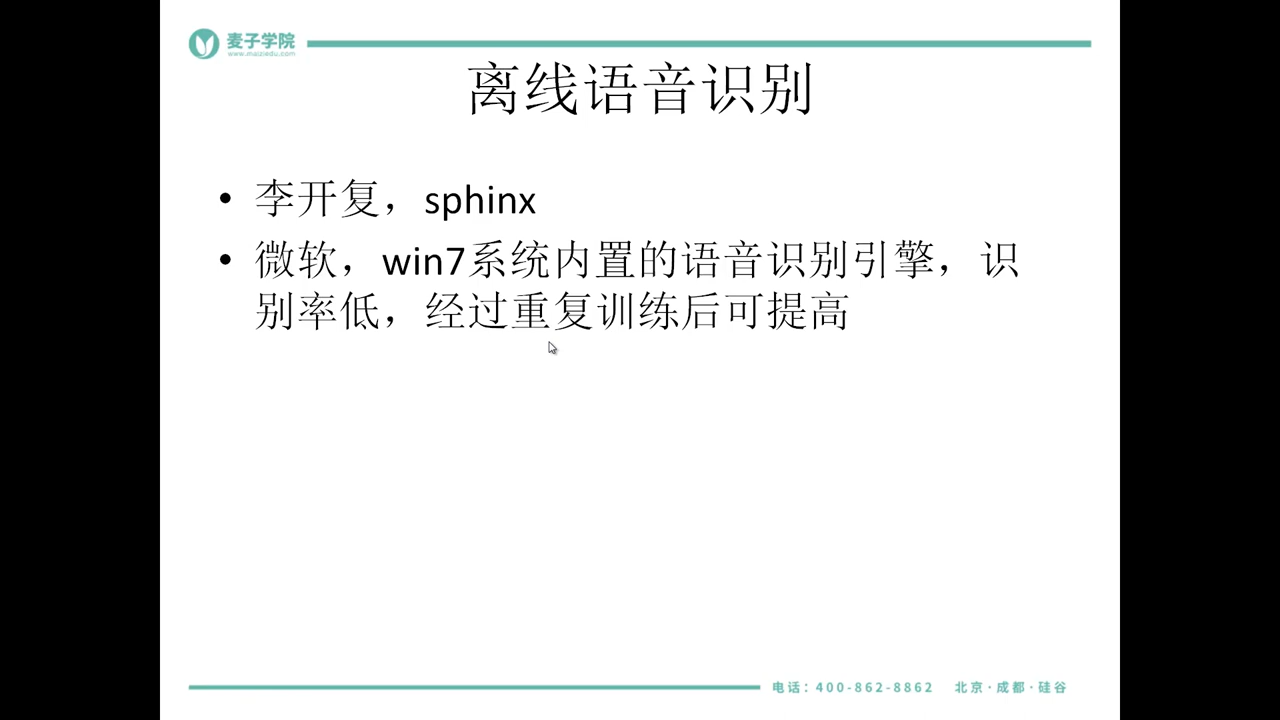 麦子学院
www.maiziedu.com
离线语音识别
• 李开复，sphinx
• 微软，win7系统内置的语音识别引擎，识
别率低，经过重复训练后可提高
电话：400-862-8862 北京·成都·硅谷